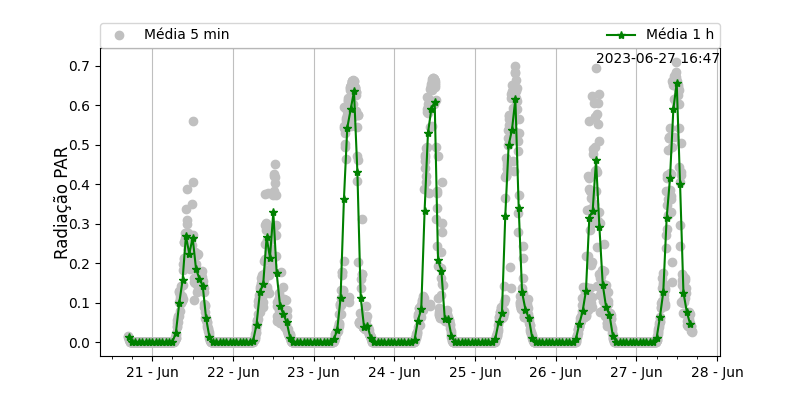 Média 5 min
Média 1 h
2023-06-27 16:47
Radiação PAR
0.7
0.6
0.5
0.4
0.3
0.2
0.1
0.0
21 - Jun
22 - Jun
23 - Jun
24 - Jun
25 - Jun
26 - Jun
27 - Jun
28 - Jun